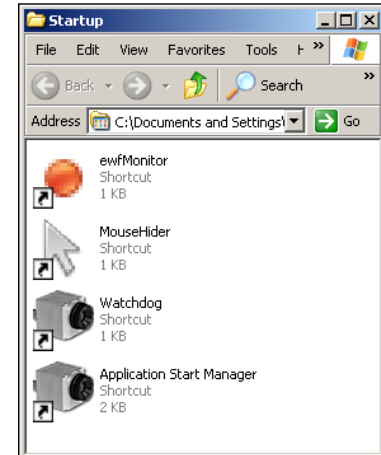 Startup
File Edit View Favorites Tools H »
Back Search »
Address C:\Documents and Settings\ Go
ewfMonitor
Shortcut
1 KB
MouseHider
Shortcut
1 KB
Watchdog
Shortcut
1 KB
Application Start Manager
Shortcut
2 KB